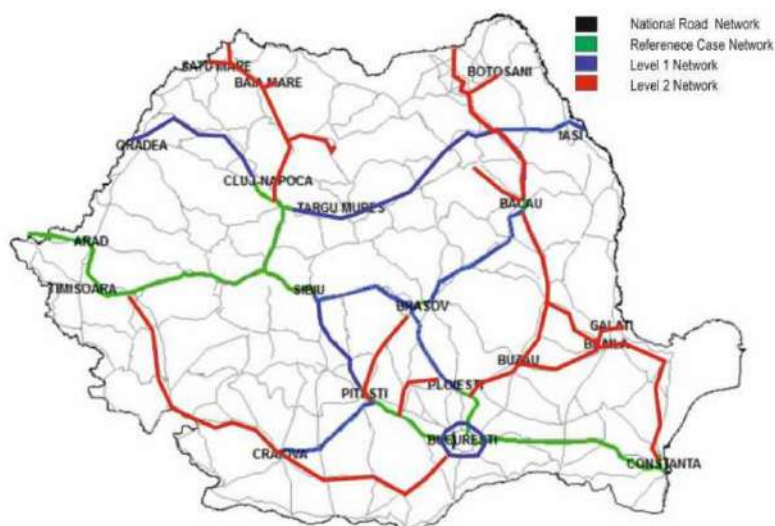 National Road Network
Referenece Case Network
Level 1 Network
Level 2 Network
SATU MARE
BAIA MARE
BOTOSANI
ORADEA
IASI
CLUJ-NAPOCA
TARGU MURES
BACAU
ARAD
TIMISOARA
SIBIU
BRASOV
GALATI
BRAILA
BUZAU
PITESTI
PLOIESTI
BUCURESTI
CRAIOVA
CONSTANTA